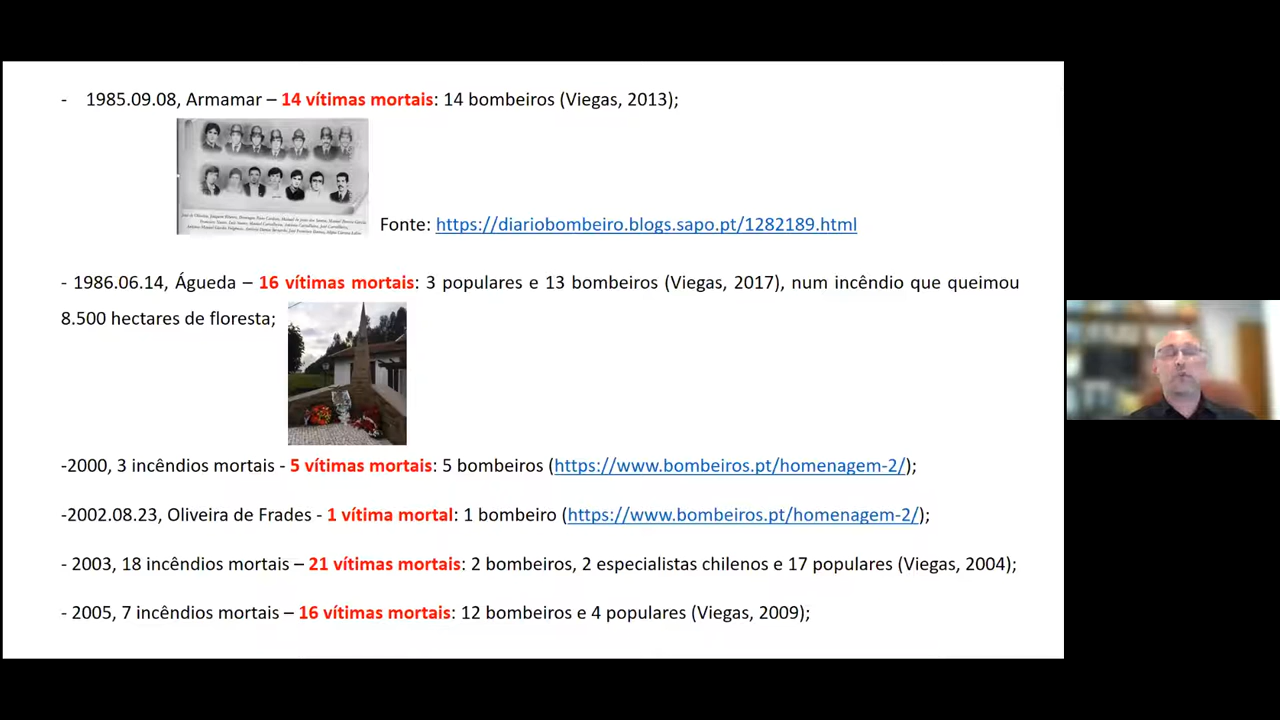 - 1985.09.08, Armamar – 14 vítimas mortais: 14 bombeiros (Viegas, 2013);
Fonte: https://diariobombeiro.blogs.sapo.pt/1282189.html
- 1986.06.14, Águeda – 16 vítimas mortais: 3 populares e 13 bombeiros (Viegas, 2017), num incêndio que queimou
8.500 hectares de floresta;
-2000, 3 incêndios mortais - 5 vítimas mortais: 5 bombeiros (https://www.bombeiros.pt/homenagem-2/);
-2002.08.23, Oliveira de Frades - 1 vítima mortal: 1 bombeiro (https://www.bombeiros.pt/homenagem-2/);
- 2003, 18 incêndios mortais – 21 vítimas mortais: 2 bombeiros, 2 especialistas chilenos e 17 populares (Viegas, 2004);
- 2005, 7 incêndios mortais – 16 vítimas mortais: 12 bombeiros e 4 populares (Viegas, 2009);